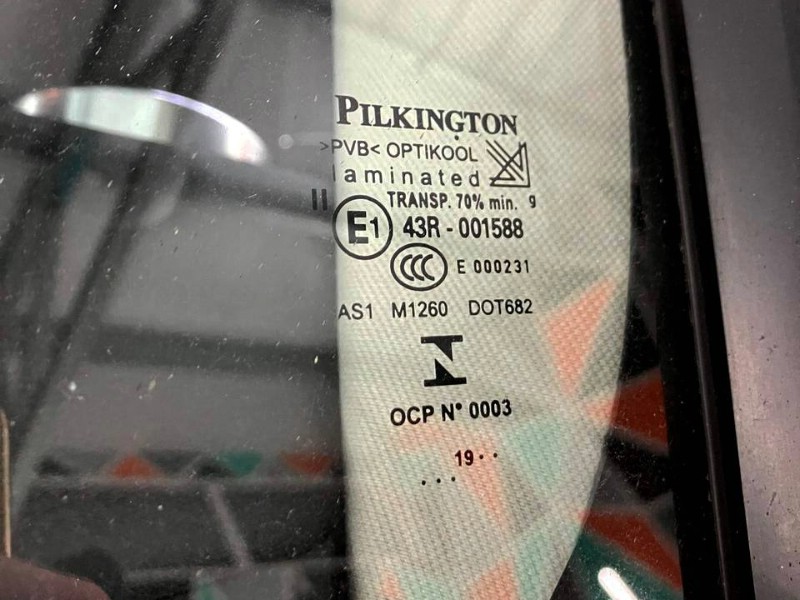 PILKINGTON
>PVB< OPTIKOOL
laminated
II TRANSP. 70% min. 9
E1 43R - 001588
CCC E 000231
AS1 M1260 DOT682
OCP N° 0003
19··
...